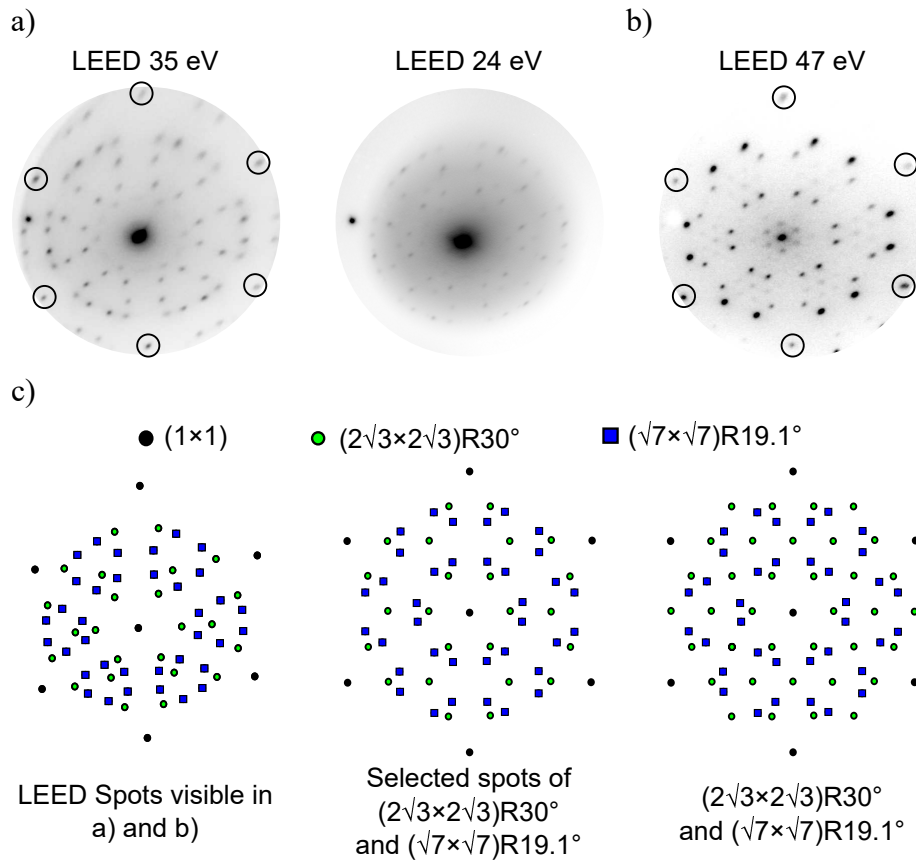 a)
b)
LEED 35 eV
LEED 24 eV
LEED 47 eV
c)
(1×1)
(2√3×2√3)R30°
(√7×√7)R19.1°
LEED Spots visible in
a) and b)
Selected spots of
(2√3×2√3)R30°
and (√7×√7)R19.1°
(2√3×2√3)R30°
and (√7×√7)R19.1°